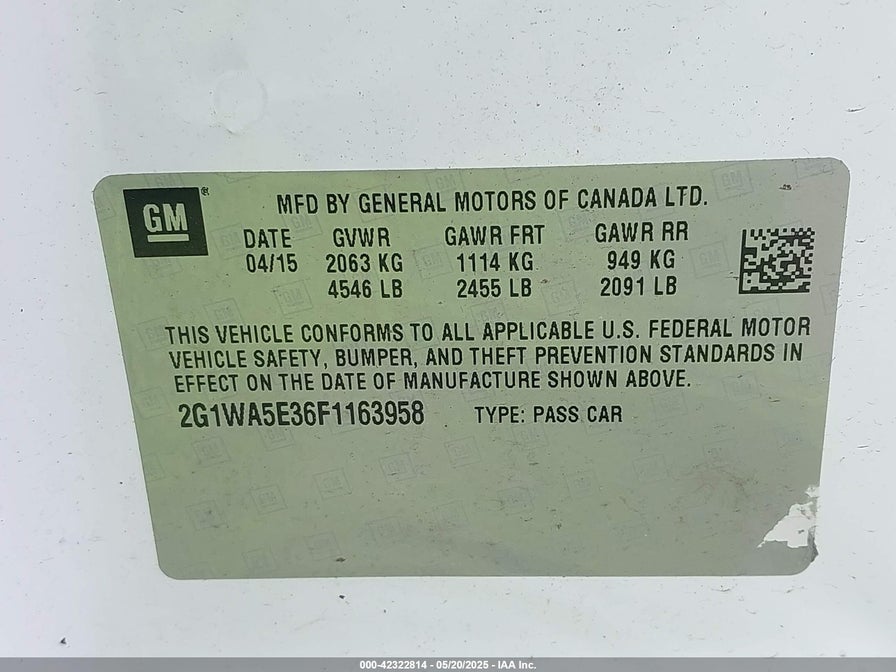 GM ®
MFD BY GENERAL MOTORS OF CANADA LTD.
DATE GVWR GAWR FRT GAWR RR
04/15 2063 KG 1114 KG 949 KG
4546 LB 2455 LB 2091 LB
THIS VEHICLE CONFORMS TO ALL APPLICABLE U.S. FEDERAL MOTOR
VEHICLE SAFETY, BUMPER, AND THEFT PREVENTION STANDARDS IN
EFFECT ON THE DATE OF MANUFACTURE SHOWN ABOVE.
2G1WA5E36F1163958 TYPE: PASS CAR
000-42322814 - 05/20/2025 - IAA Inc.